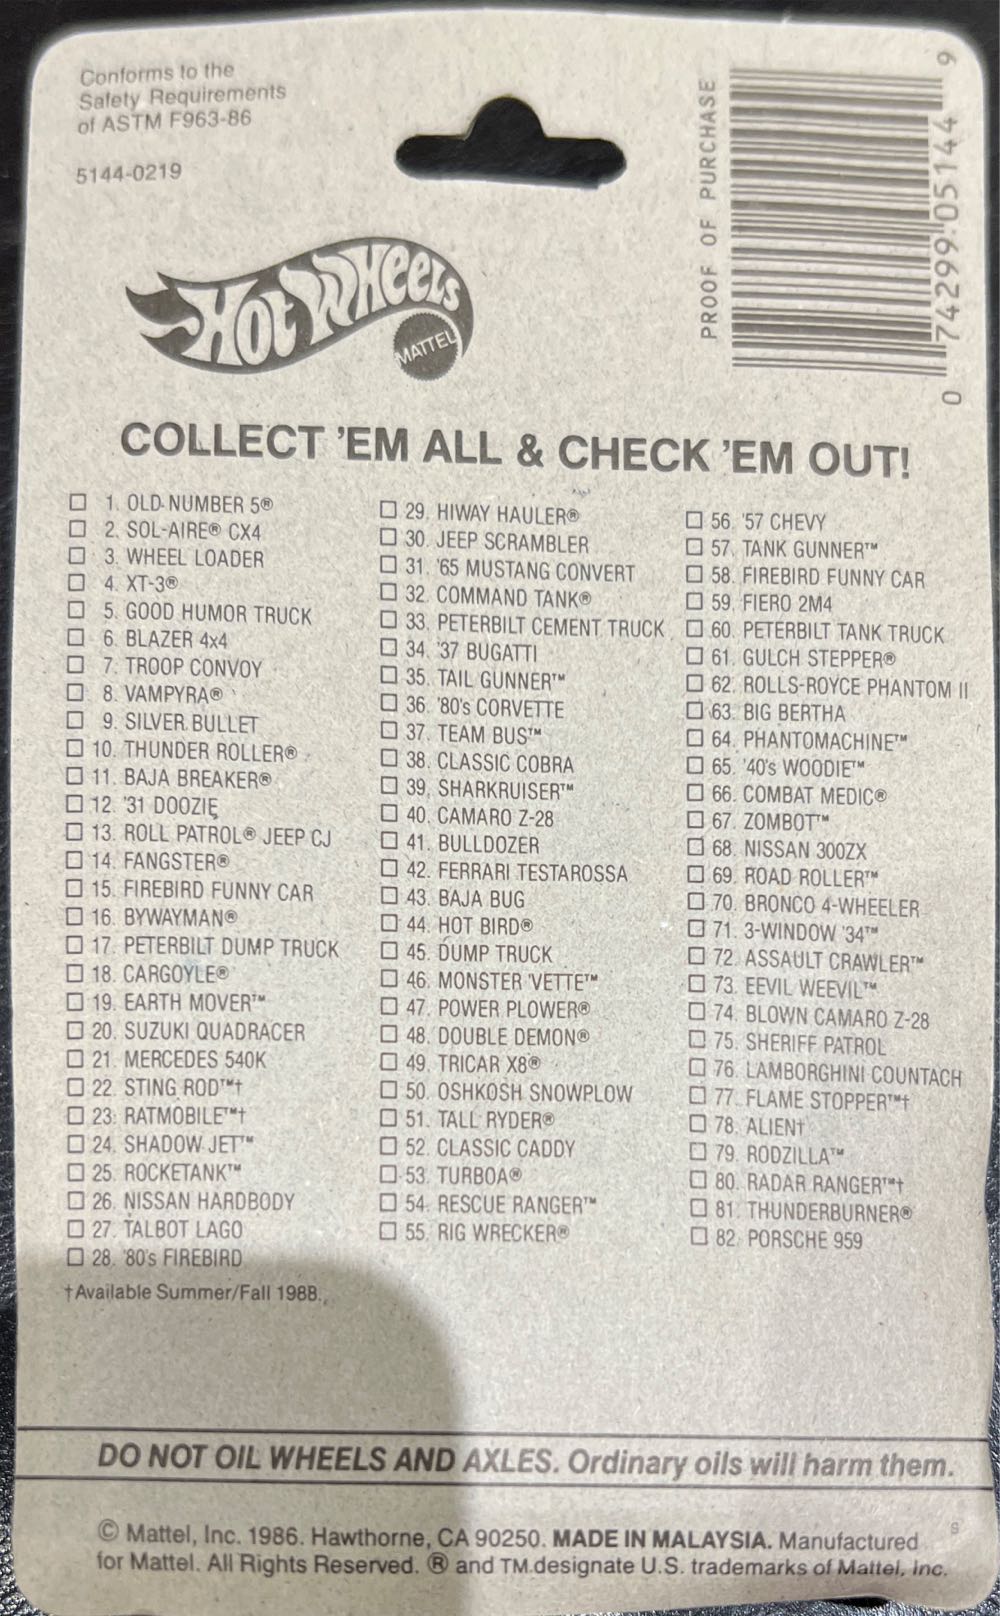 Conforms to the
Safety Requirements
of ASTM F963-86
5144-0219
PROOF OF PURCHASE
0 74299-05144 9
Hot Wheels
MATTEL
COLLECT 'EM ALL & CHECK 'EM OUT!
1. OLD NUMBER 5®
2. SOL-AIRE® CX4
3. WHEEL LOADER
4. XT-3®
5. GOOD HUMOR TRUCK
6. BLAZER 4x4
7. TROOP CONVOY
8. VAMPYRA®
9. SILVER BULLET
10. THUNDER ROLLER®
11. BAJA BREAKER®
12. '31 DOOZIE
13. ROLL PATROL® JEEP CJ
14. FANGSTER®
15. FIREBIRD FUNNY CAR
16. BYWAYMAN®
17. PETERBILT DUMP TRUCK
18. CARGOYLE®
19. EARTH MOVER™
20. SUZUKI QUADRACER
21. MERCEDES 540K
22. STING ROD™†
23. RATMOBILE™†
24. SHADOW JET™
25. ROCKETANK™
26. NISSAN HARDBODY
27. TALBOT LAGO
28. '80's FIREBIRD
†Available Summer/Fall 1988.
29. HIWAY HAULER®
30. JEEP SCRAMBLER
31. '65 MUSTANG CONVERT
32. COMMAND TANK®
33. PETERBILT CEMENT TRUCK
34. '37 BUGATTI
35. TAIL GUNNER™
36. '80's CORVETTE
37. TEAM BUS™
38. CLASSIC COBRA
39. SHARKRUISER™
40. CAMARO Z-28
41. BULLDOZER
42. FERRARI TESTAROSSA
43. BAJA BUG
44. HOT BIRD®
45. DUMP TRUCK
46. MONSTER 'VETTE™
47. POWER PLOWER®
48. DOUBLE DEMON®
49. TRICAR X8®
50. OSHKOSH SNOWPLOW
51. TALL RYDER®
52. CLASSIC CADDY
53. TURBOA®
54. RESCUE RANGER™
55. RIG WRECKER®
56. '57 CHEVY
57. TANK GUNNER™
58. FIREBIRD FUNNY CAR
59. FIERO 2M4
60. PETERBILT TANK TRUCK
61. GULCH STEPPER®
62. ROLLS-ROYCE PHANTOM II
63. BIG BERTHA
64. PHANTOMACHINE™
65. '40's WOODIE™
66. COMBAT MEDIC®
67. ZOMBOT™
68. NISSAN 300ZX
69. ROAD ROLLER™
70. BRONCO 4-WHEELER
71. 3-WINDOW '34™
72. ASSAULT CRAWLER™
73. EEVIL WEEVIL™
74. BLOWN CAMARO Z-28
75. SHERIFF PATROL
76. LAMBORGHINI COUNTACH
77. FLAME STOPPER™†
78. ALIEN†
79. RODZILLA™
80. RADAR RANGER™†
81. THUNDERBURNER®
82. PORSCHE 959
DO NOT OIL WHEELS AND AXLES. Ordinary oils will harm them.
© Mattel, Inc. 1986. Hawthorne, CA 90250. MADE IN MALAYSIA. Manufactured
for Mattel. All Rights Reserved. ® and TM designate U.S. trademarks of Mattel, Inc.